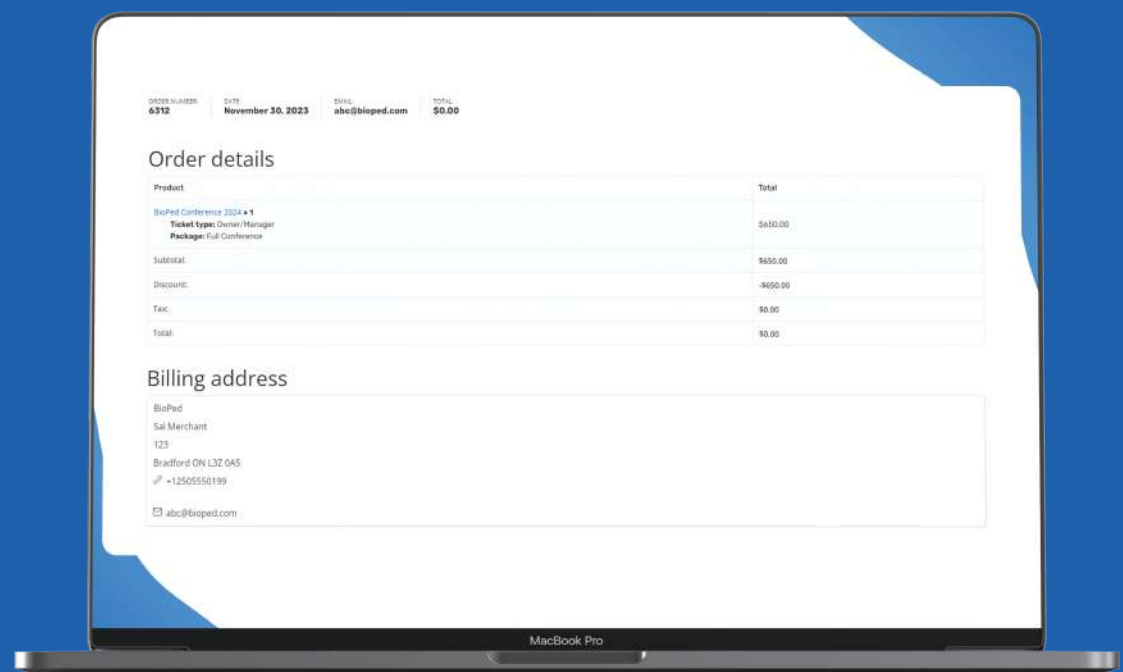 ORDER NUMBER: DATE: EMAIL: TOTAL:
6312 November 30, 2023 abc@bioped.com $0.00
Order details
Product Total
BioPed Conference 2024 × 1
Ticket type: Owner/Manager $650.00
Package: Full Conference
Subtotal: $650.00
Discount: -$650.00
Tax: $0.00
Total: $0.00
Billing address
BioPed
Sal Merchant
123
Bradford ON L3Z 0A5
+12505550199
abc@bioped.com
MacBook Pro